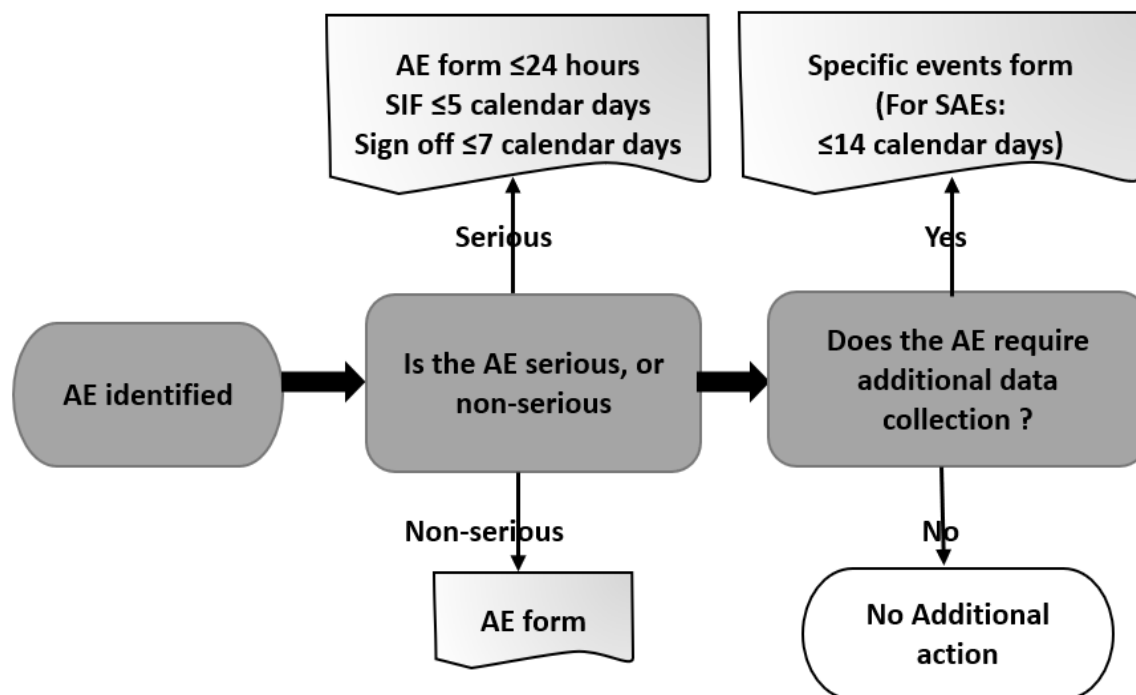 AE form ≤24 hours
SIF ≤5 calendar days
Sign off ≤7 calendar days
Specific events form
(For SAEs:
≤14 calendar days)
Serious
Yes
AE identified
Is the AE serious, or
non-serious
Does the AE require
additional data
collection ?
Non-serious
No
AE form
No Additional
action